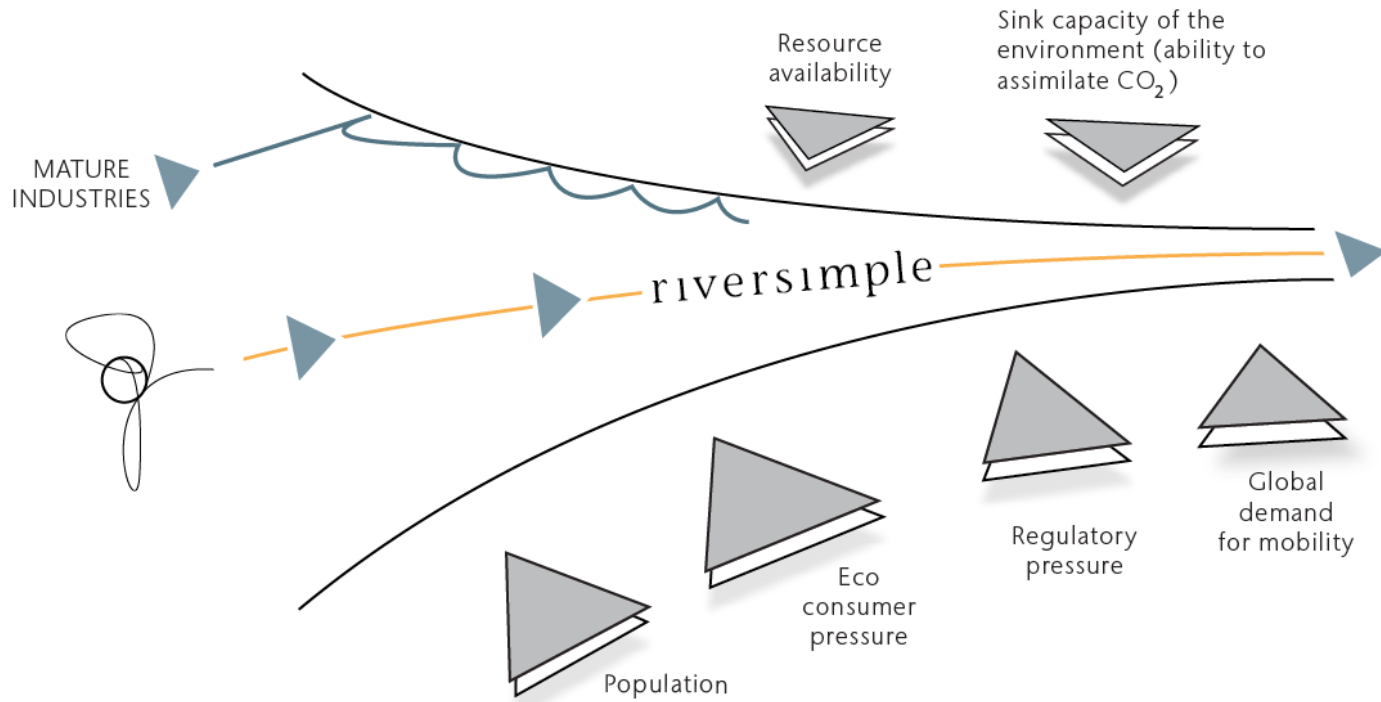 Resource
availability
Sink capacity of the
environment (ability to
assimilate CO₂)
MATURE
INDUSTRIES
riversimple
Global
demand
for mobility
Regulatory
pressure
Eco
consumer
pressure
Population